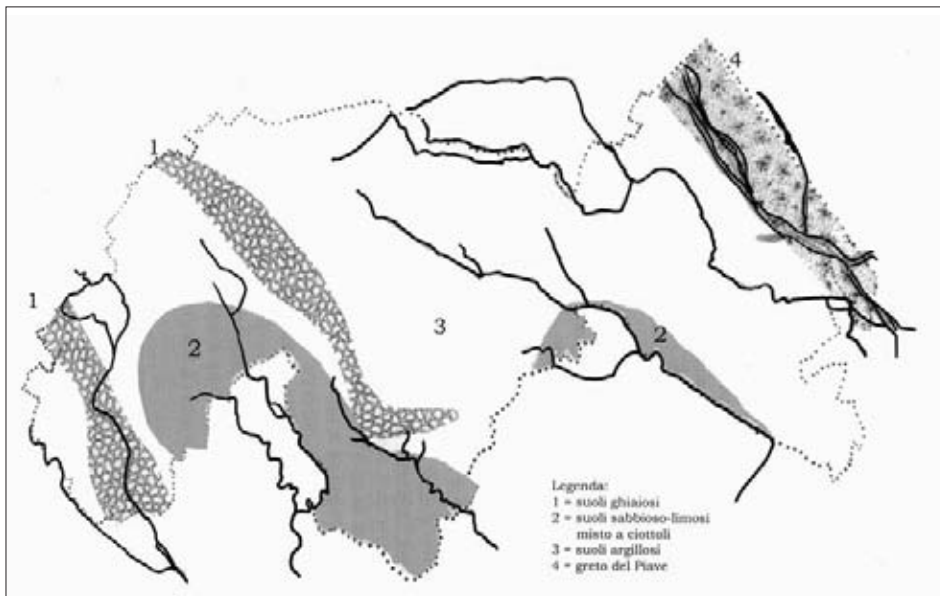 4
1
1
3
2
2
Legenda:
1 = suoli ghiaiosi
2 = suoli sabbioso-limosi
misto a ciottoli
3 = suoli argillosi
4 = greto del Piave